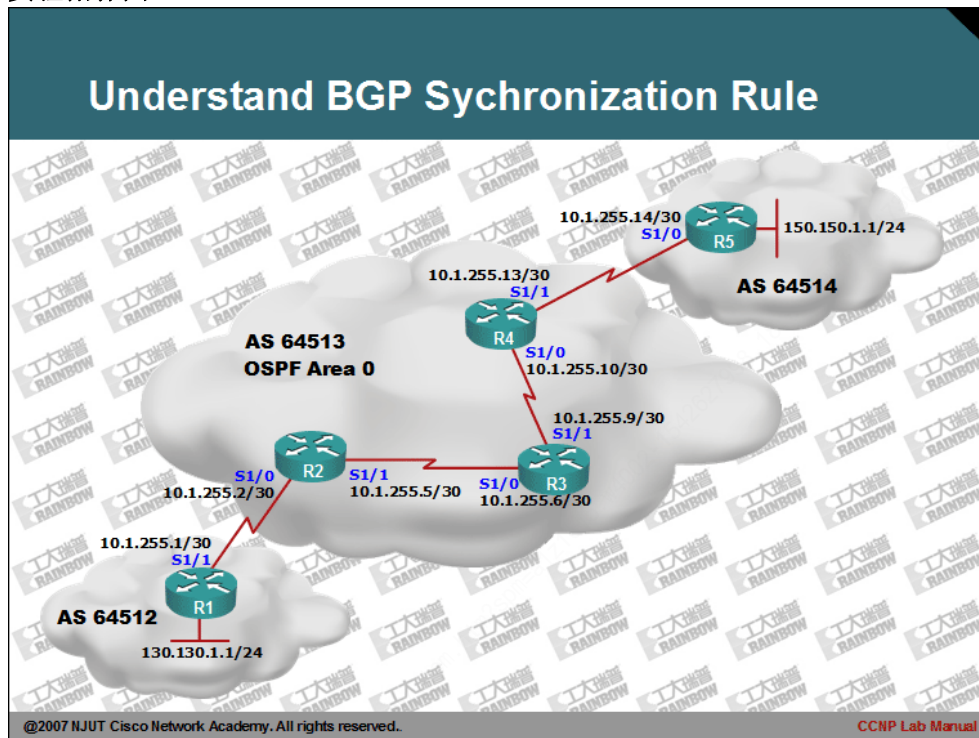 Understand BGP Sychronization Rule
10.1.255.14/30
S1/0
R5
150.150.1.1/24
AS 64514
10.1.255.13/30
S1/1
R4
S1/0
10.1.255.10/30
AS 64513
OSPF Area 0
10.1.255.9/30
S1/1
R3
S1/0
10.1.255.6/30
R2
S1/1
10.1.255.5/30
S1/0
10.1.255.2/30
10.1.255.1/30
S1/1
R1
AS 64512
130.130.1.1/24
工大瑞普
RAINBOW
@2007 NJUT Cisco Network Academy. All rights reserved..
CCNP Lab Manual